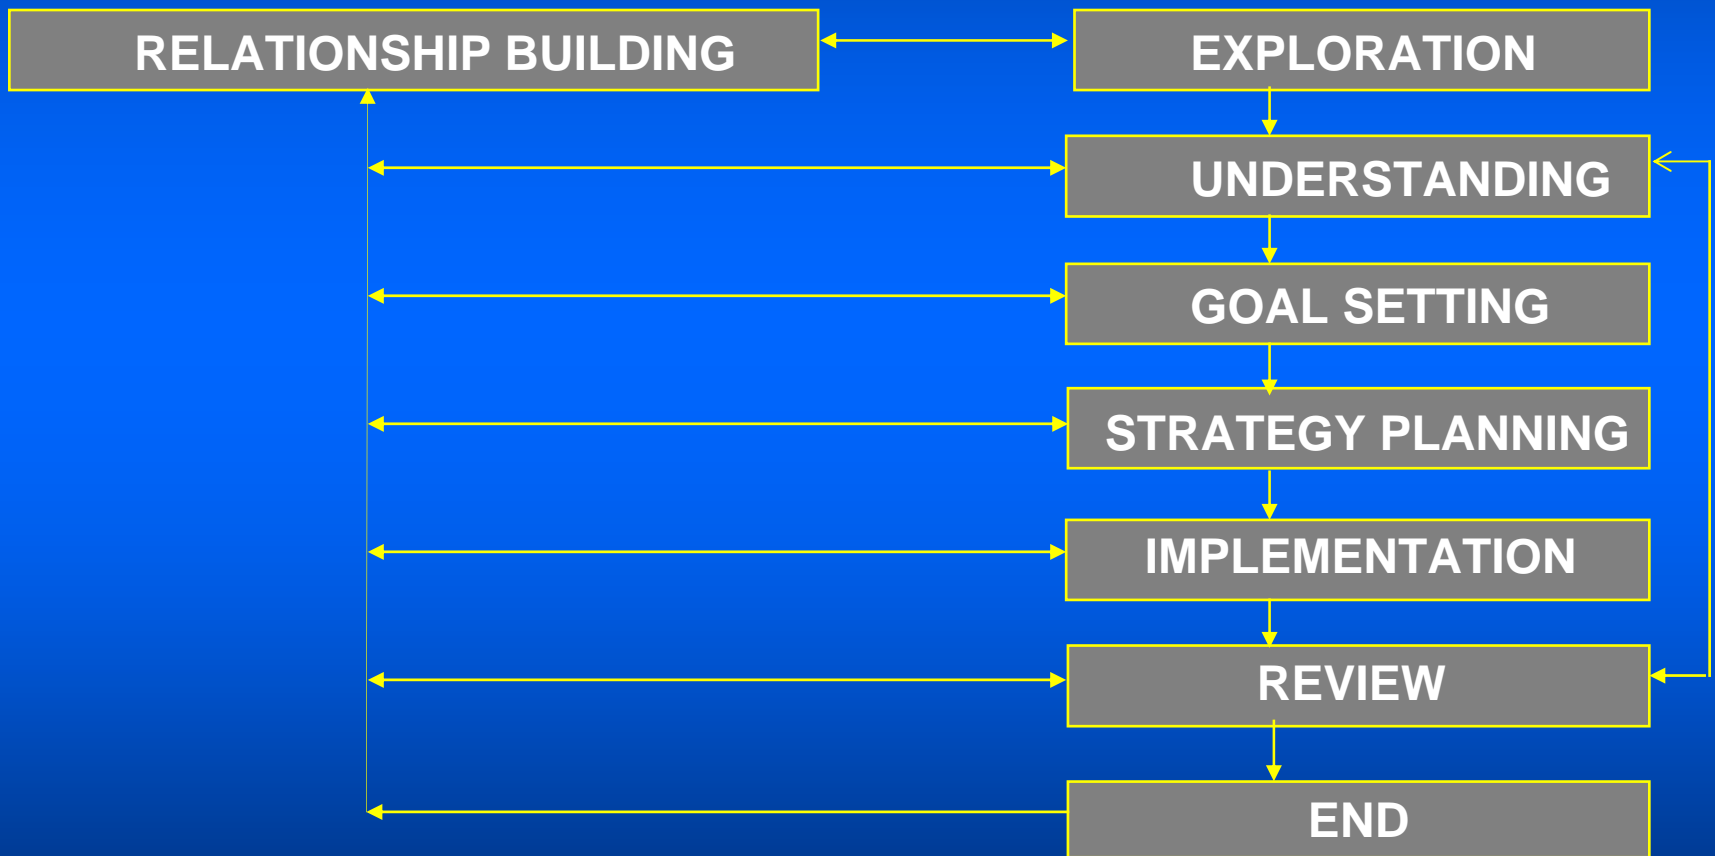 RELATIONSHIP BUILDING
EXPLORATION
UNDERSTANDING
GOAL SETTING
STRATEGY PLANNING
IMPLEMENTATION
REVIEW
END